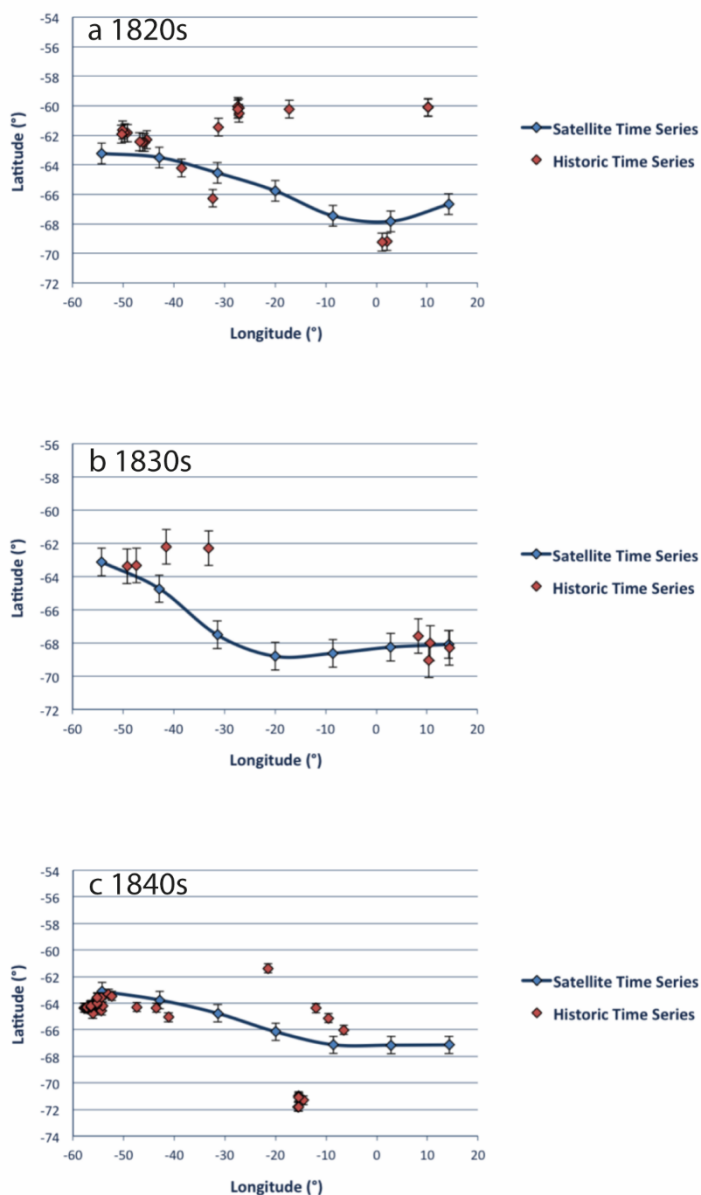 a 1820s
-54
-56
-58
-60
-62
-64
-66
-68
-70
-72
Latitude (°)
-60 -50 -40 -30 -20 -10 0 10 20
Longitude (°)
Satellite Time Series
Historic Time Series
b 1830s
-56
-58
-60
-62
-64
-66
-68
-70
-72
Latitude (°)
-60 -50 -40 -30 -20 -10 0 10 20
Longitude (°)
Satellite Time Series
Historic Time Series
c 1840s
-54
-56
-58
-60
-62
-64
-66
-68
-70
-72
-74
Latitude (°)
-60 -50 -40 -30 -20 -10 0 10 20
Longitude (°)
Satellite Time Series
Historic Time Series